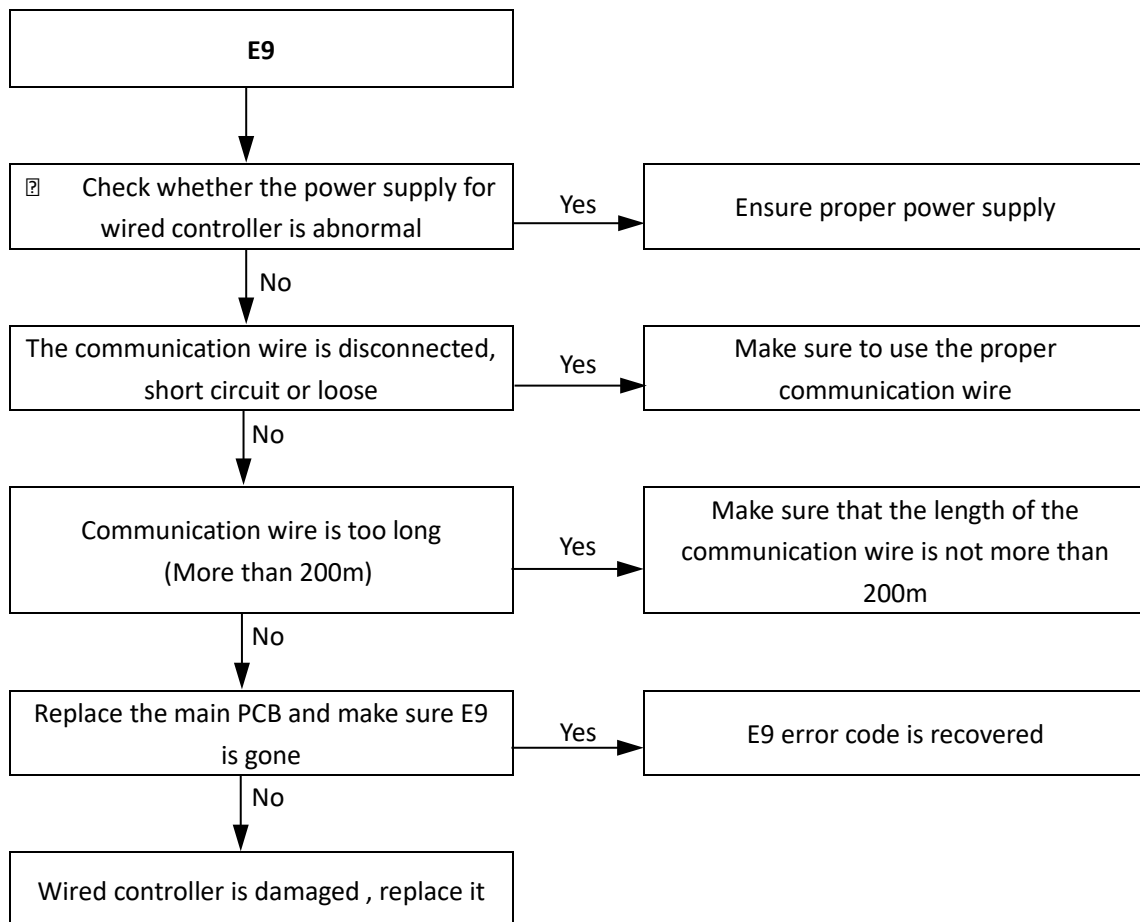 E9
⍰ Check whether the power supply for
wired controller is abnormal
Yes
Ensure proper power supply
No
The communication wire is disconnected,
short circuit or loose
Yes
Make sure to use the proper
communication wire
No
Communication wire is too long
(More than 200m)
Yes
Make sure that the length of the
communication wire is not more than
200m
No
Replace the main PCB and make sure E9
is gone
Yes
E9 error code is recovered
No
Wired controller is damaged , replace it